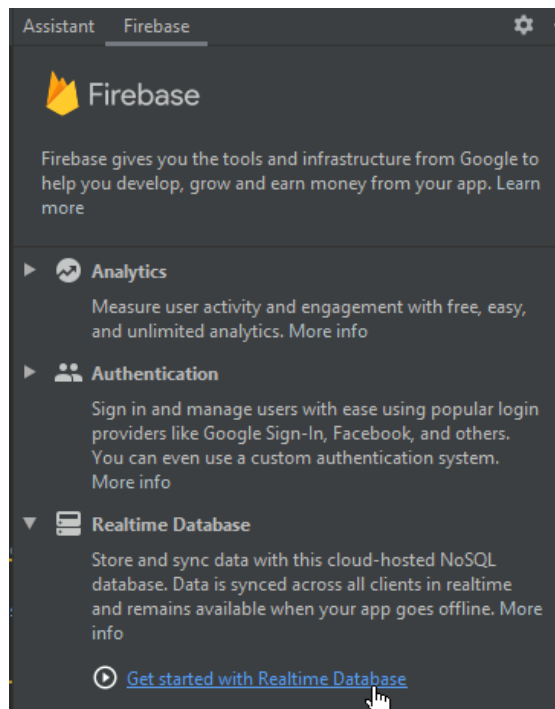 Assistant Firebase
Firebase
Firebase gives you the tools and infrastructure from Google to
help you develop, grow and earn money from your app. Learn
more
Analytics
Measure user activity and engagement with free, easy,
and unlimited analytics. More info
Authentication
Sign in and manage users with ease using popular login
providers like Google Sign-In, Facebook, and others.
You can even use a custom authentication system.
More info
Realtime Database
Store and sync data with this cloud-hosted NoSQL
database. Data is synced across all clients in realtime
and remains available when your app goes offline. More
info
Get started with Realtime Database